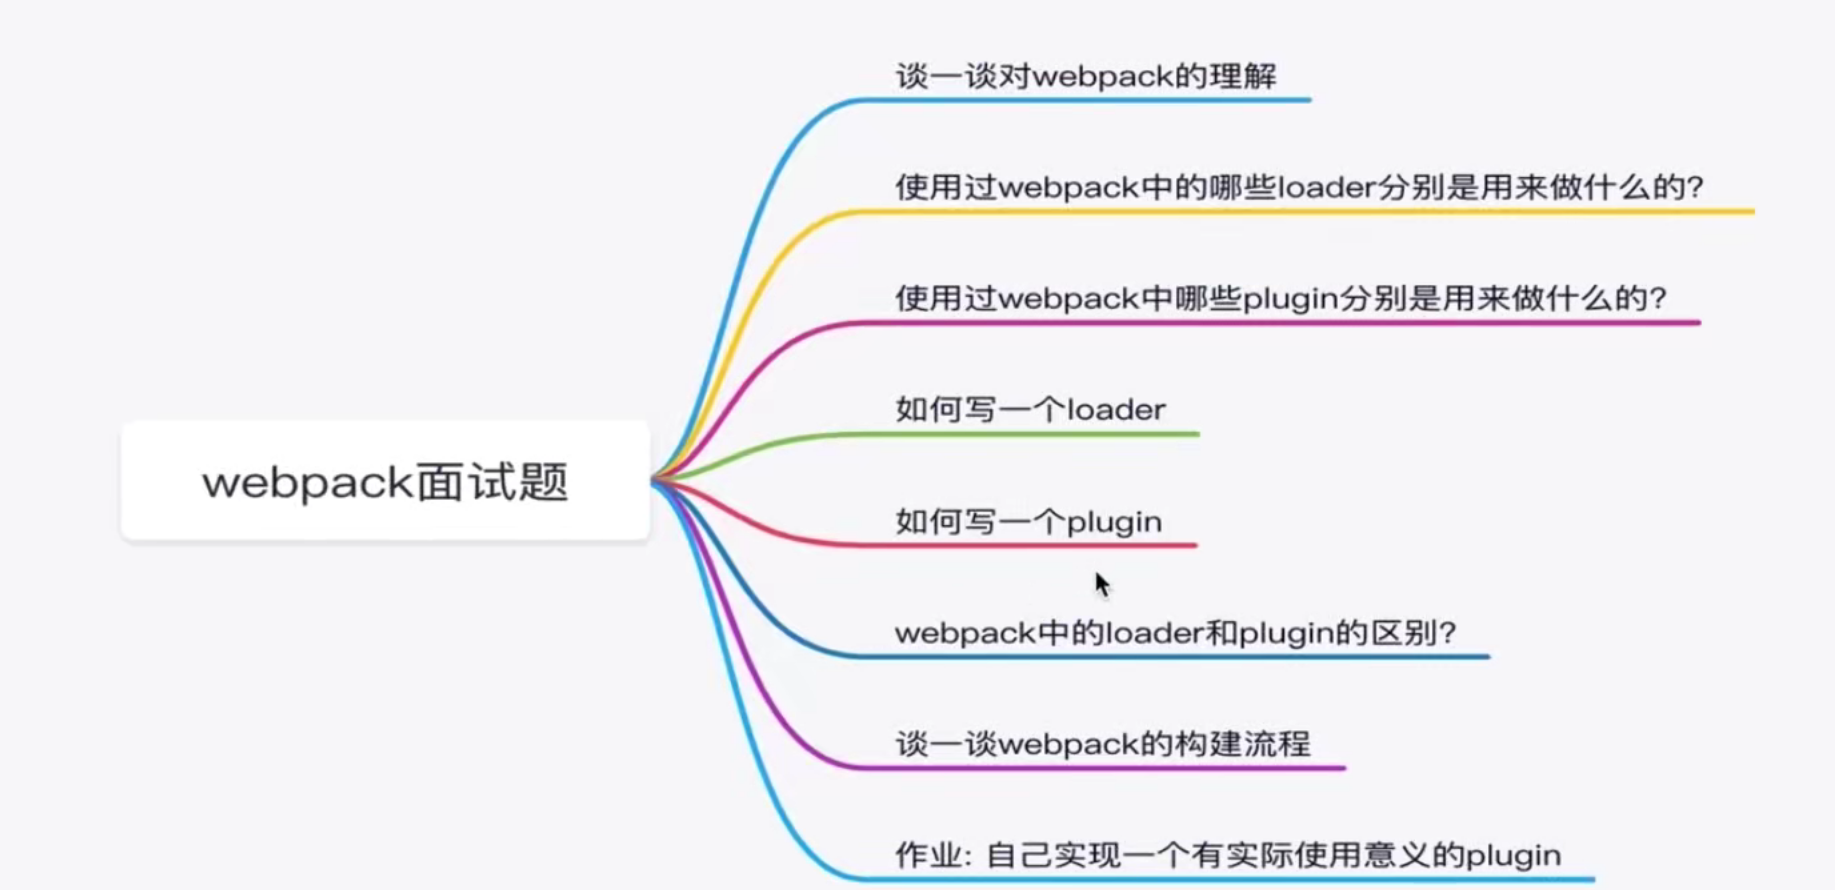 谈一谈对webpack的理解
使用过webpack中的哪些loader分别是用来做什么的?
使用过webpack中哪些plugin分别是用来做什么的?
如何写一个loader
webpack面试题
如何写一个plugin
webpack中的loader和plugin的区别?
谈一谈webpack的构建流程
作业: 自己实现一个有实际使用意义的plugin